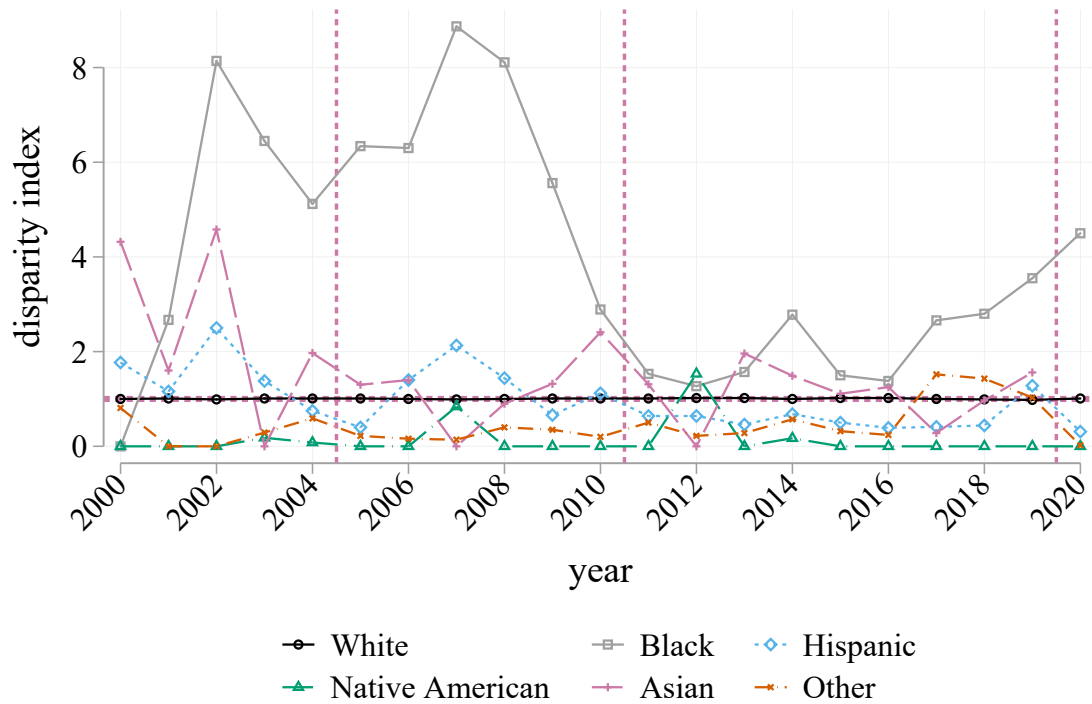 8
6
4
2
0
disparity index
2000 2002 2004 2006 2008 2010 2012 2014 2016 2018 2020
year
White Black Hispanic
Native American Asian Other